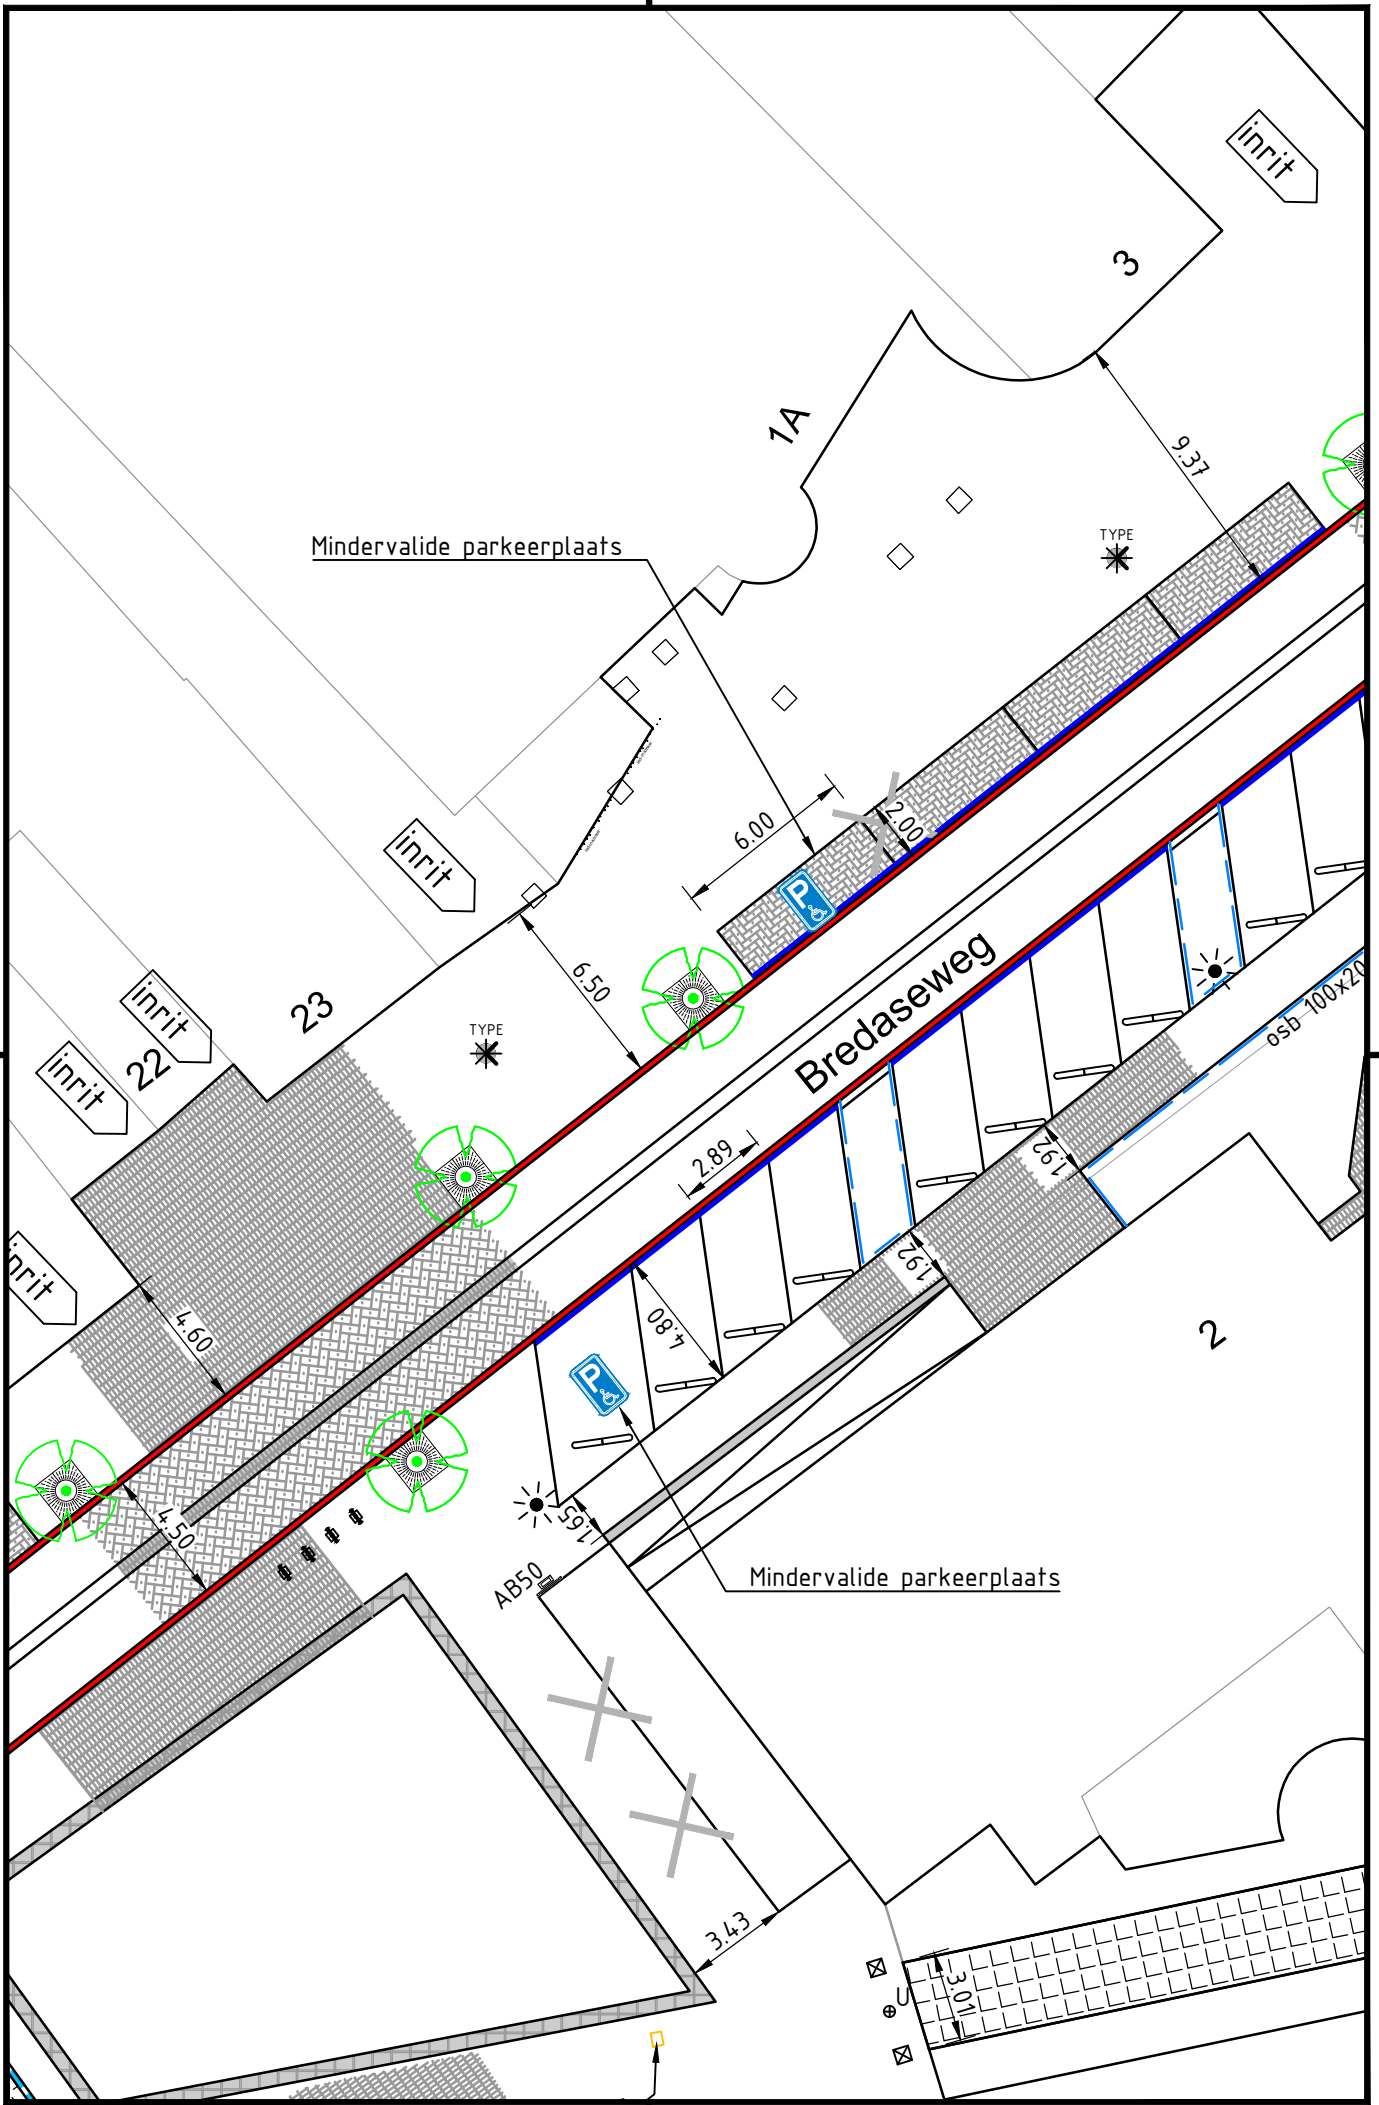 inrit
3
1A
9.37
Mindervalide parkeerplaats
TYPE
6.00
2.00
inrit
P
6.50
Bredaseweg
osb 100x20
inrit
23
TYPE
22
inrit
2.89
1.92
1.92
inrit
4.60
4.80
2
P
4.50
1.65
AB50
Mindervalide parkeerplaats
3.43
3.01
U